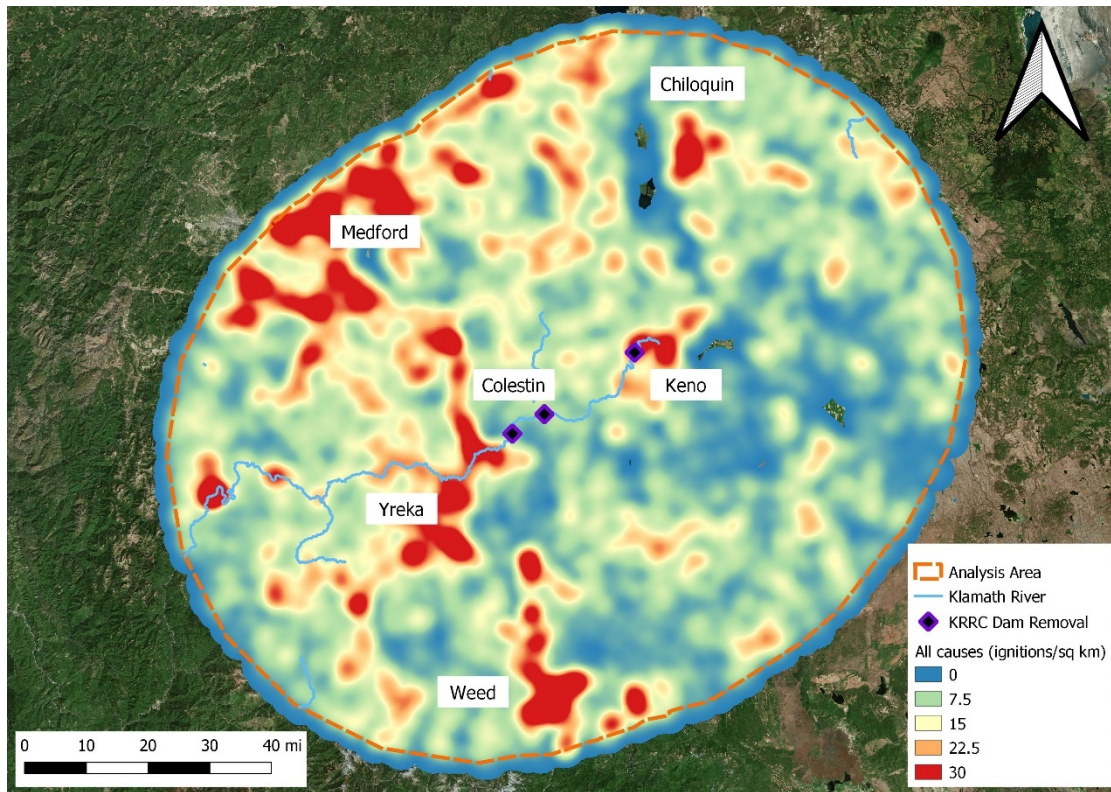 Chiloquin
Medford
Colestin
Keno
Yreka
Weed
Analysis Area
Klamath River
KRRC Dam Removal
All causes (ignitions/sq km)
0
7.5
15
22.5
30
0 10 20 30 40 mi